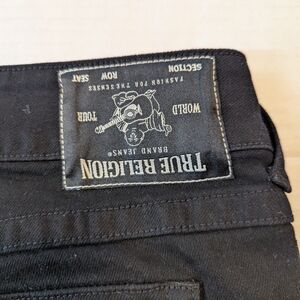 TRUE RELIGION
BRAND JEANS®
WORLD TOUR
FASHION FOR THE SENSES
SECTION ROW SEAT